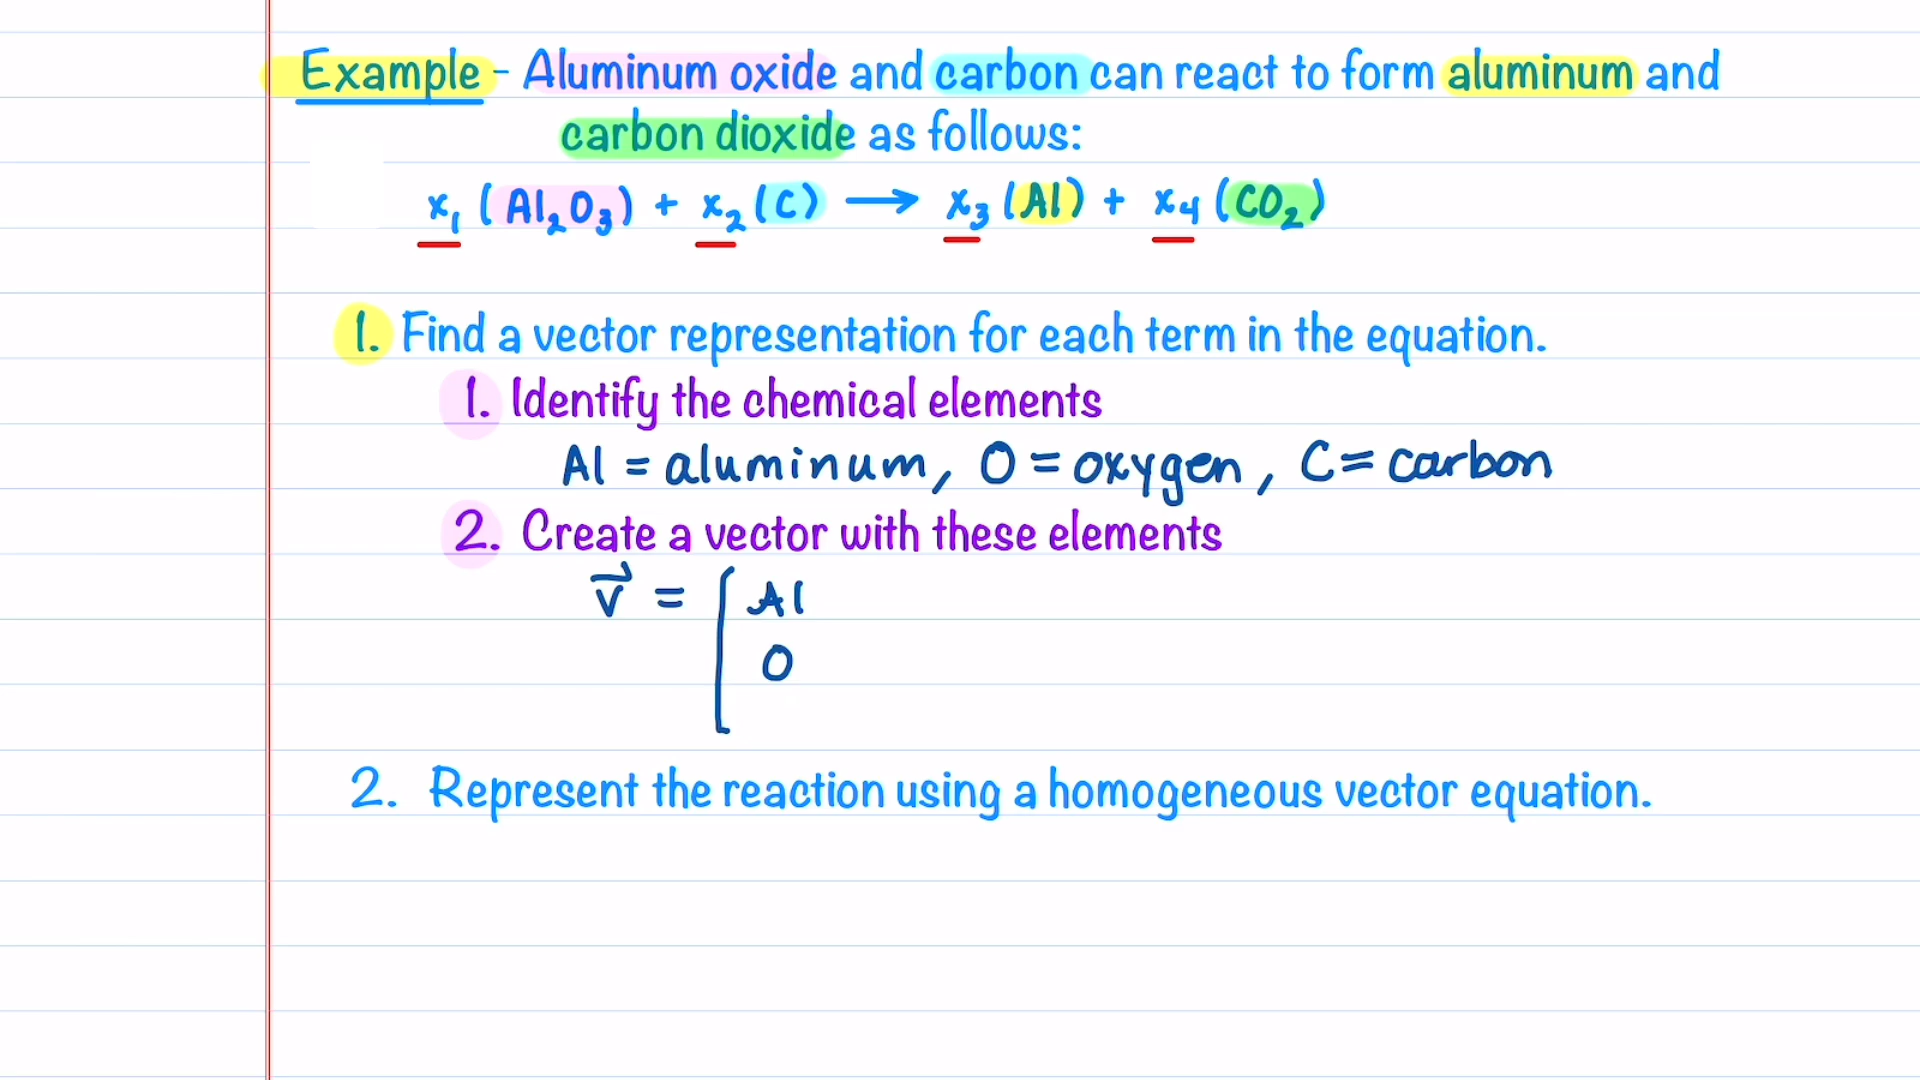 Example - Aluminum oxide and carbon can react to form aluminum and
carbon dioxide as follows:
x₁ (Al₂O₃) + x₂ (C) → x₃ (Al) + x₄ (CO₂)
1. Find a vector representation for each term in the equation.
1. Identify the chemical elements
Al = aluminum, O = oxygen, C = carbon
2. Create a vector with these elements
v⃗ = [ Al
O
2. Represent the reaction using a homogeneous vector equation.